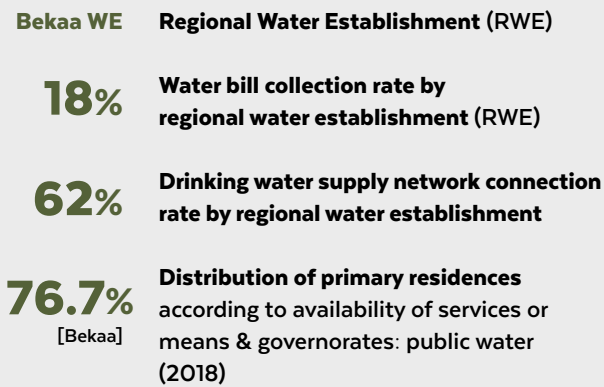 Bekaa WE Regional Water Establishment (RWE)
18% Water bill collection rate by
regional water establishment (RWE)
62% Drinking water supply network connection
rate by regional water establishment
76.7% Distribution of primary residences
[Bekaa] according to availability of services or
means & governorates: public water
(2018)